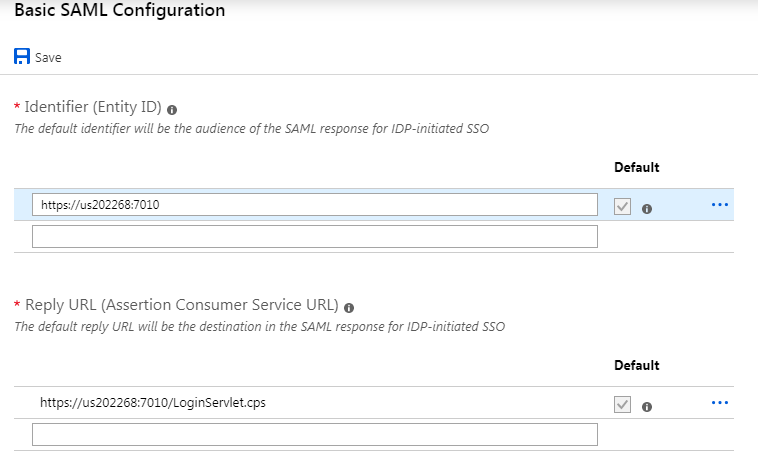 Basic SAML Configuration
Save
* Identifier (Entity ID)
The default identifier will be the audience of the SAML response for IDP-initiated SSO
Default
https://us202268:7010
* Reply URL (Assertion Consumer Service URL)
The default reply URL will be the destination in the SAML response for IDP-initiated SSO
Default
https://us202268:7010/LoginServlet.cps